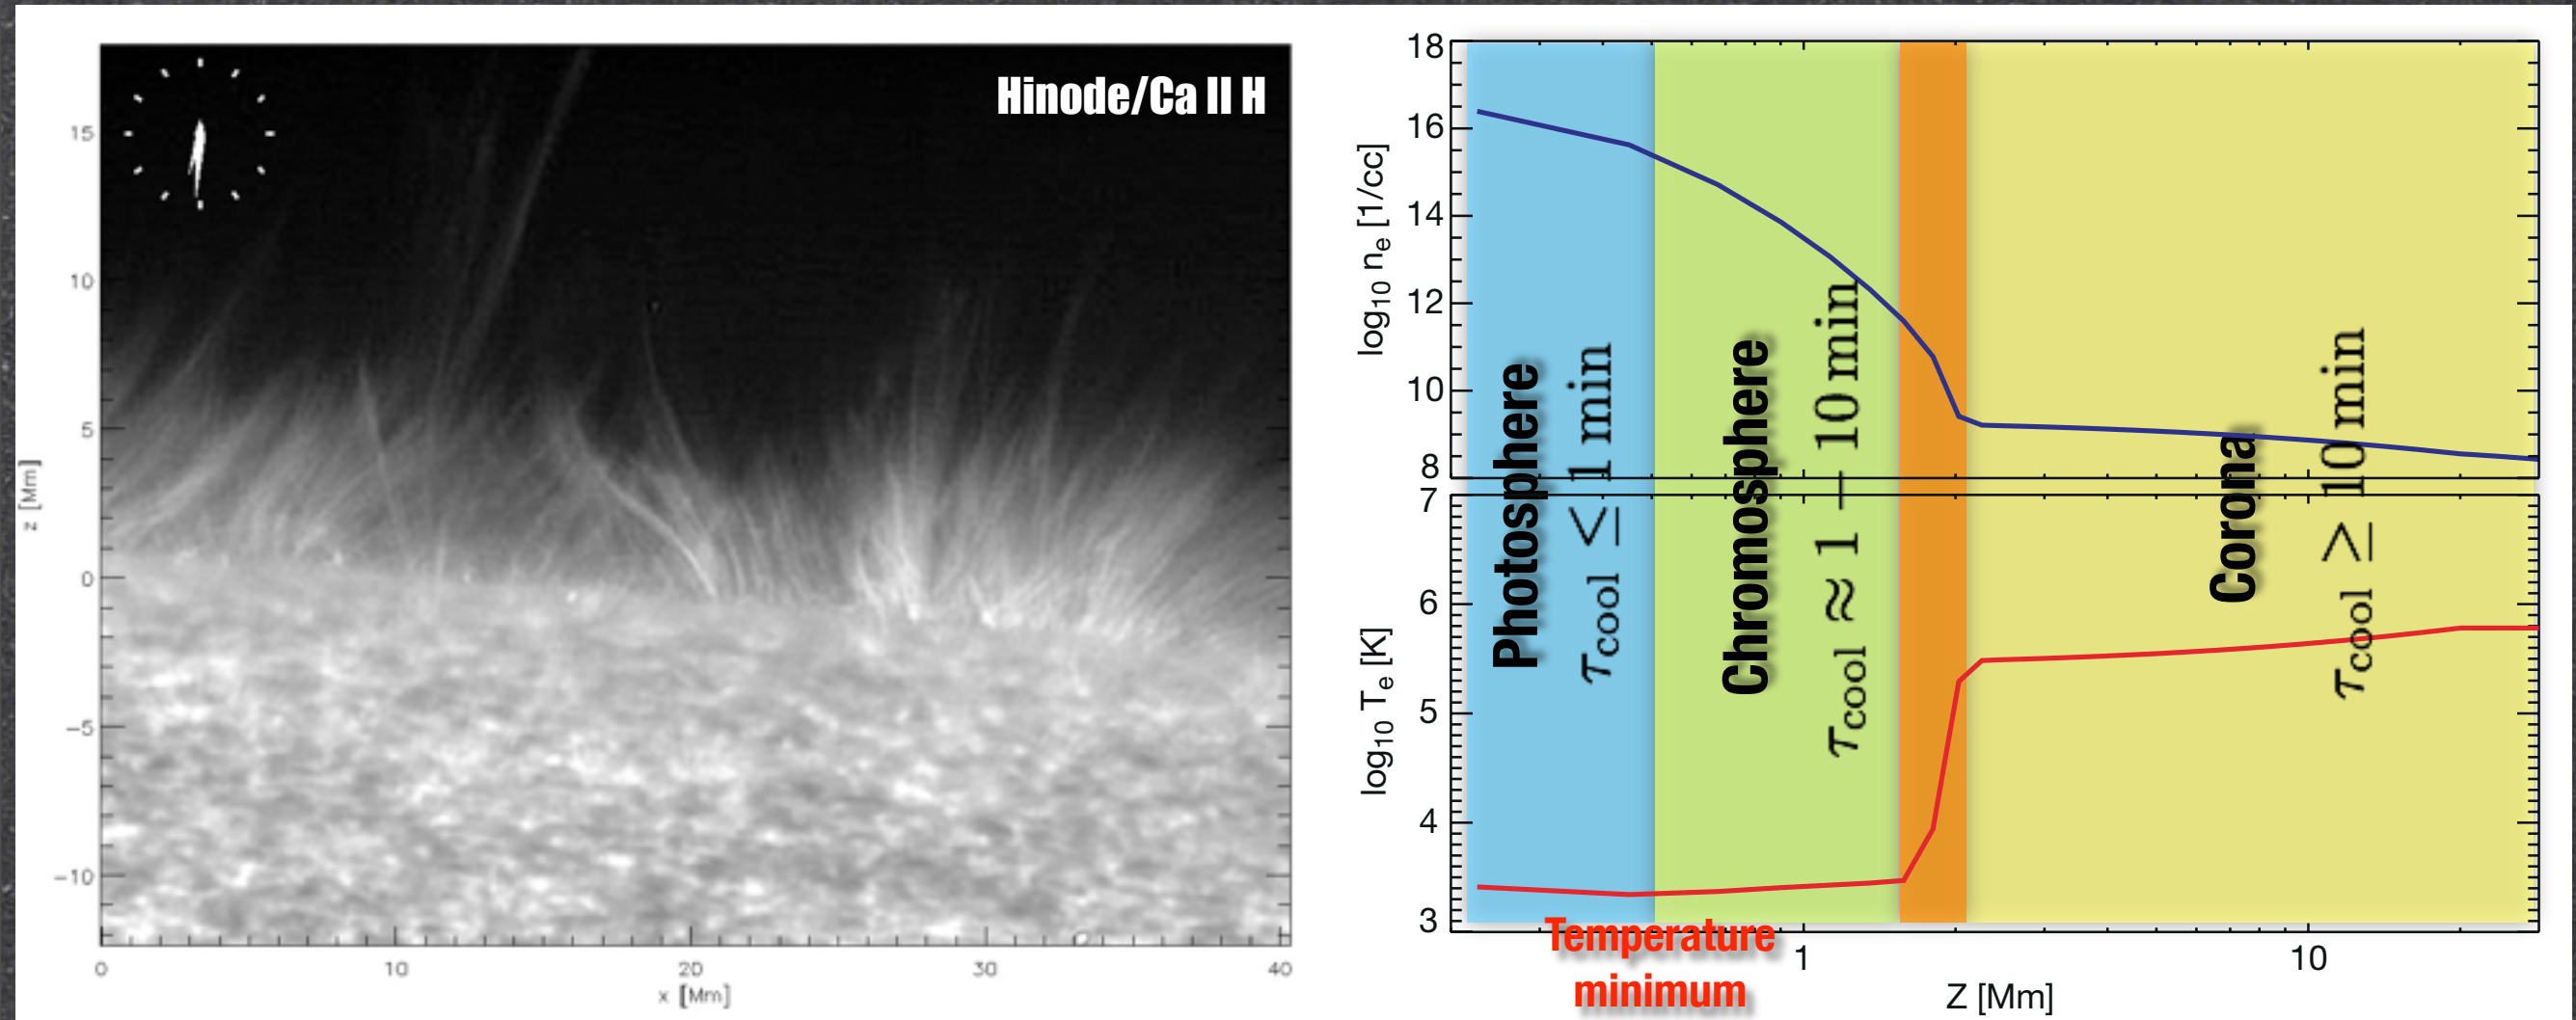 Hinode/Ca II H
15
10
5
0
−5
−10
z [Mm]
0 10 20 30 40
x [Mm]
18
16
14
12
10
8
log₁₀ nₑ [1/cc]
7
6
5
4
3
log₁₀ Tₑ [K]
Photosphere
τcool ≤ 1 min
Chromosphere
τcool ≈ 1 – 10 min
Corona
τcool ≥ 10 min
Temperature
minimum
1 10
Z [Mm]